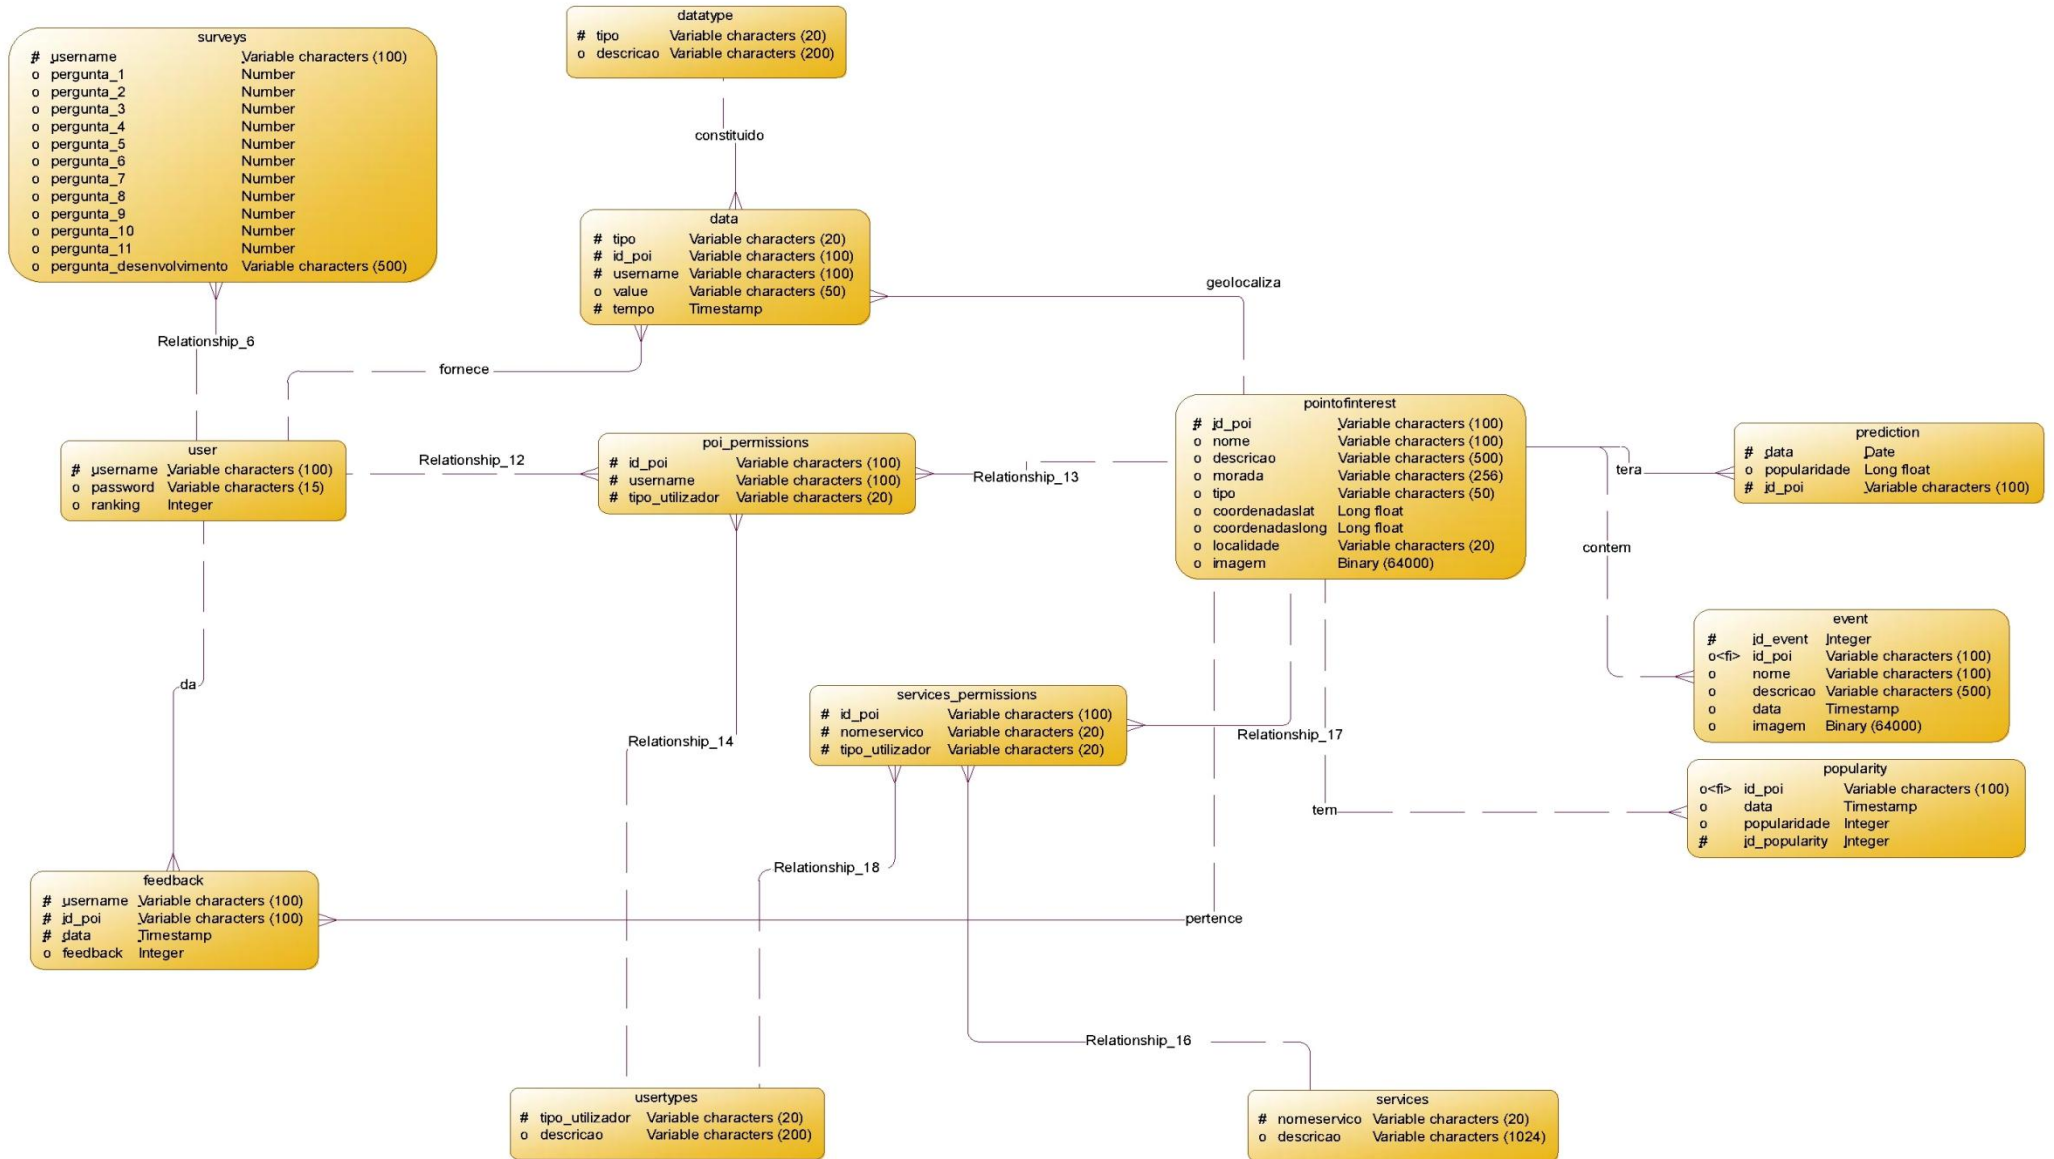 surveys
# username Variable characters (100)
o pergunta_1 Number
o pergunta_2 Number
o pergunta_3 Number
o pergunta_4 Number
o pergunta_5 Number
o pergunta_6 Number
o pergunta_7 Number
o pergunta_8 Number
o pergunta_9 Number
o pergunta_10 Number
o pergunta_11 Number
o pergunta_desenvolvimento Variable characters (500)
datatype
# tipo Variable characters (20)
o descricao Variable characters (200)
constituido
data
# tipo Variable characters (20)
# id_poi Variable characters (100)
# username Variable characters (100)
o value Variable characters (50)
# tempo Timestamp
geolocaliza
Relationship_6
fornece
user
# username Variable characters (100)
o password Variable characters (15)
o ranking Integer
Relationship_12
poi_permissions
# id_poi Variable characters (100)
# username Variable characters (100)
# tipo_utilizador Variable characters (20)
Relationship_13
pointofinterest
# id_poi Variable characters (100)
o nome Variable characters (100)
o descricao Variable characters (500)
o morada Variable characters (256)
o tipo Variable characters (50)
o coordenadaslat Long float
o coordenadaslong Long float
o localidade Variable characters (20)
o imagem Binary (64000)
tera
prediction
# data Date
o popularidade Long float
# id_poi Variable characters (100)
contem
event
# id_event Integer
o<fi> id_poi Variable characters (100)
o nome Variable characters (100)
o descricao Variable characters (500)
o data Timestamp
o imagem Binary (64000)
da
services_permissions
# id_poi Variable characters (100)
# nomeservico Variable characters (20)
# tipo_utilizador Variable characters (20)
Relationship_14
Relationship_17
popularity
o<fi> id_poi Variable characters (100)
o data Timestamp
o popularidade Integer
# id_popularity Integer
tem
Relationship_18
feedback
# username Variable characters (100)
# id_poi Variable characters (100)
# data Timestamp
o feedback Integer
pertence
Relationship_16
usertypes
# tipo_utilizador Variable characters (20)
o descricao Variable characters (200)
services
# nomeservico Variable characters (20)
o descricao Variable characters (1024)